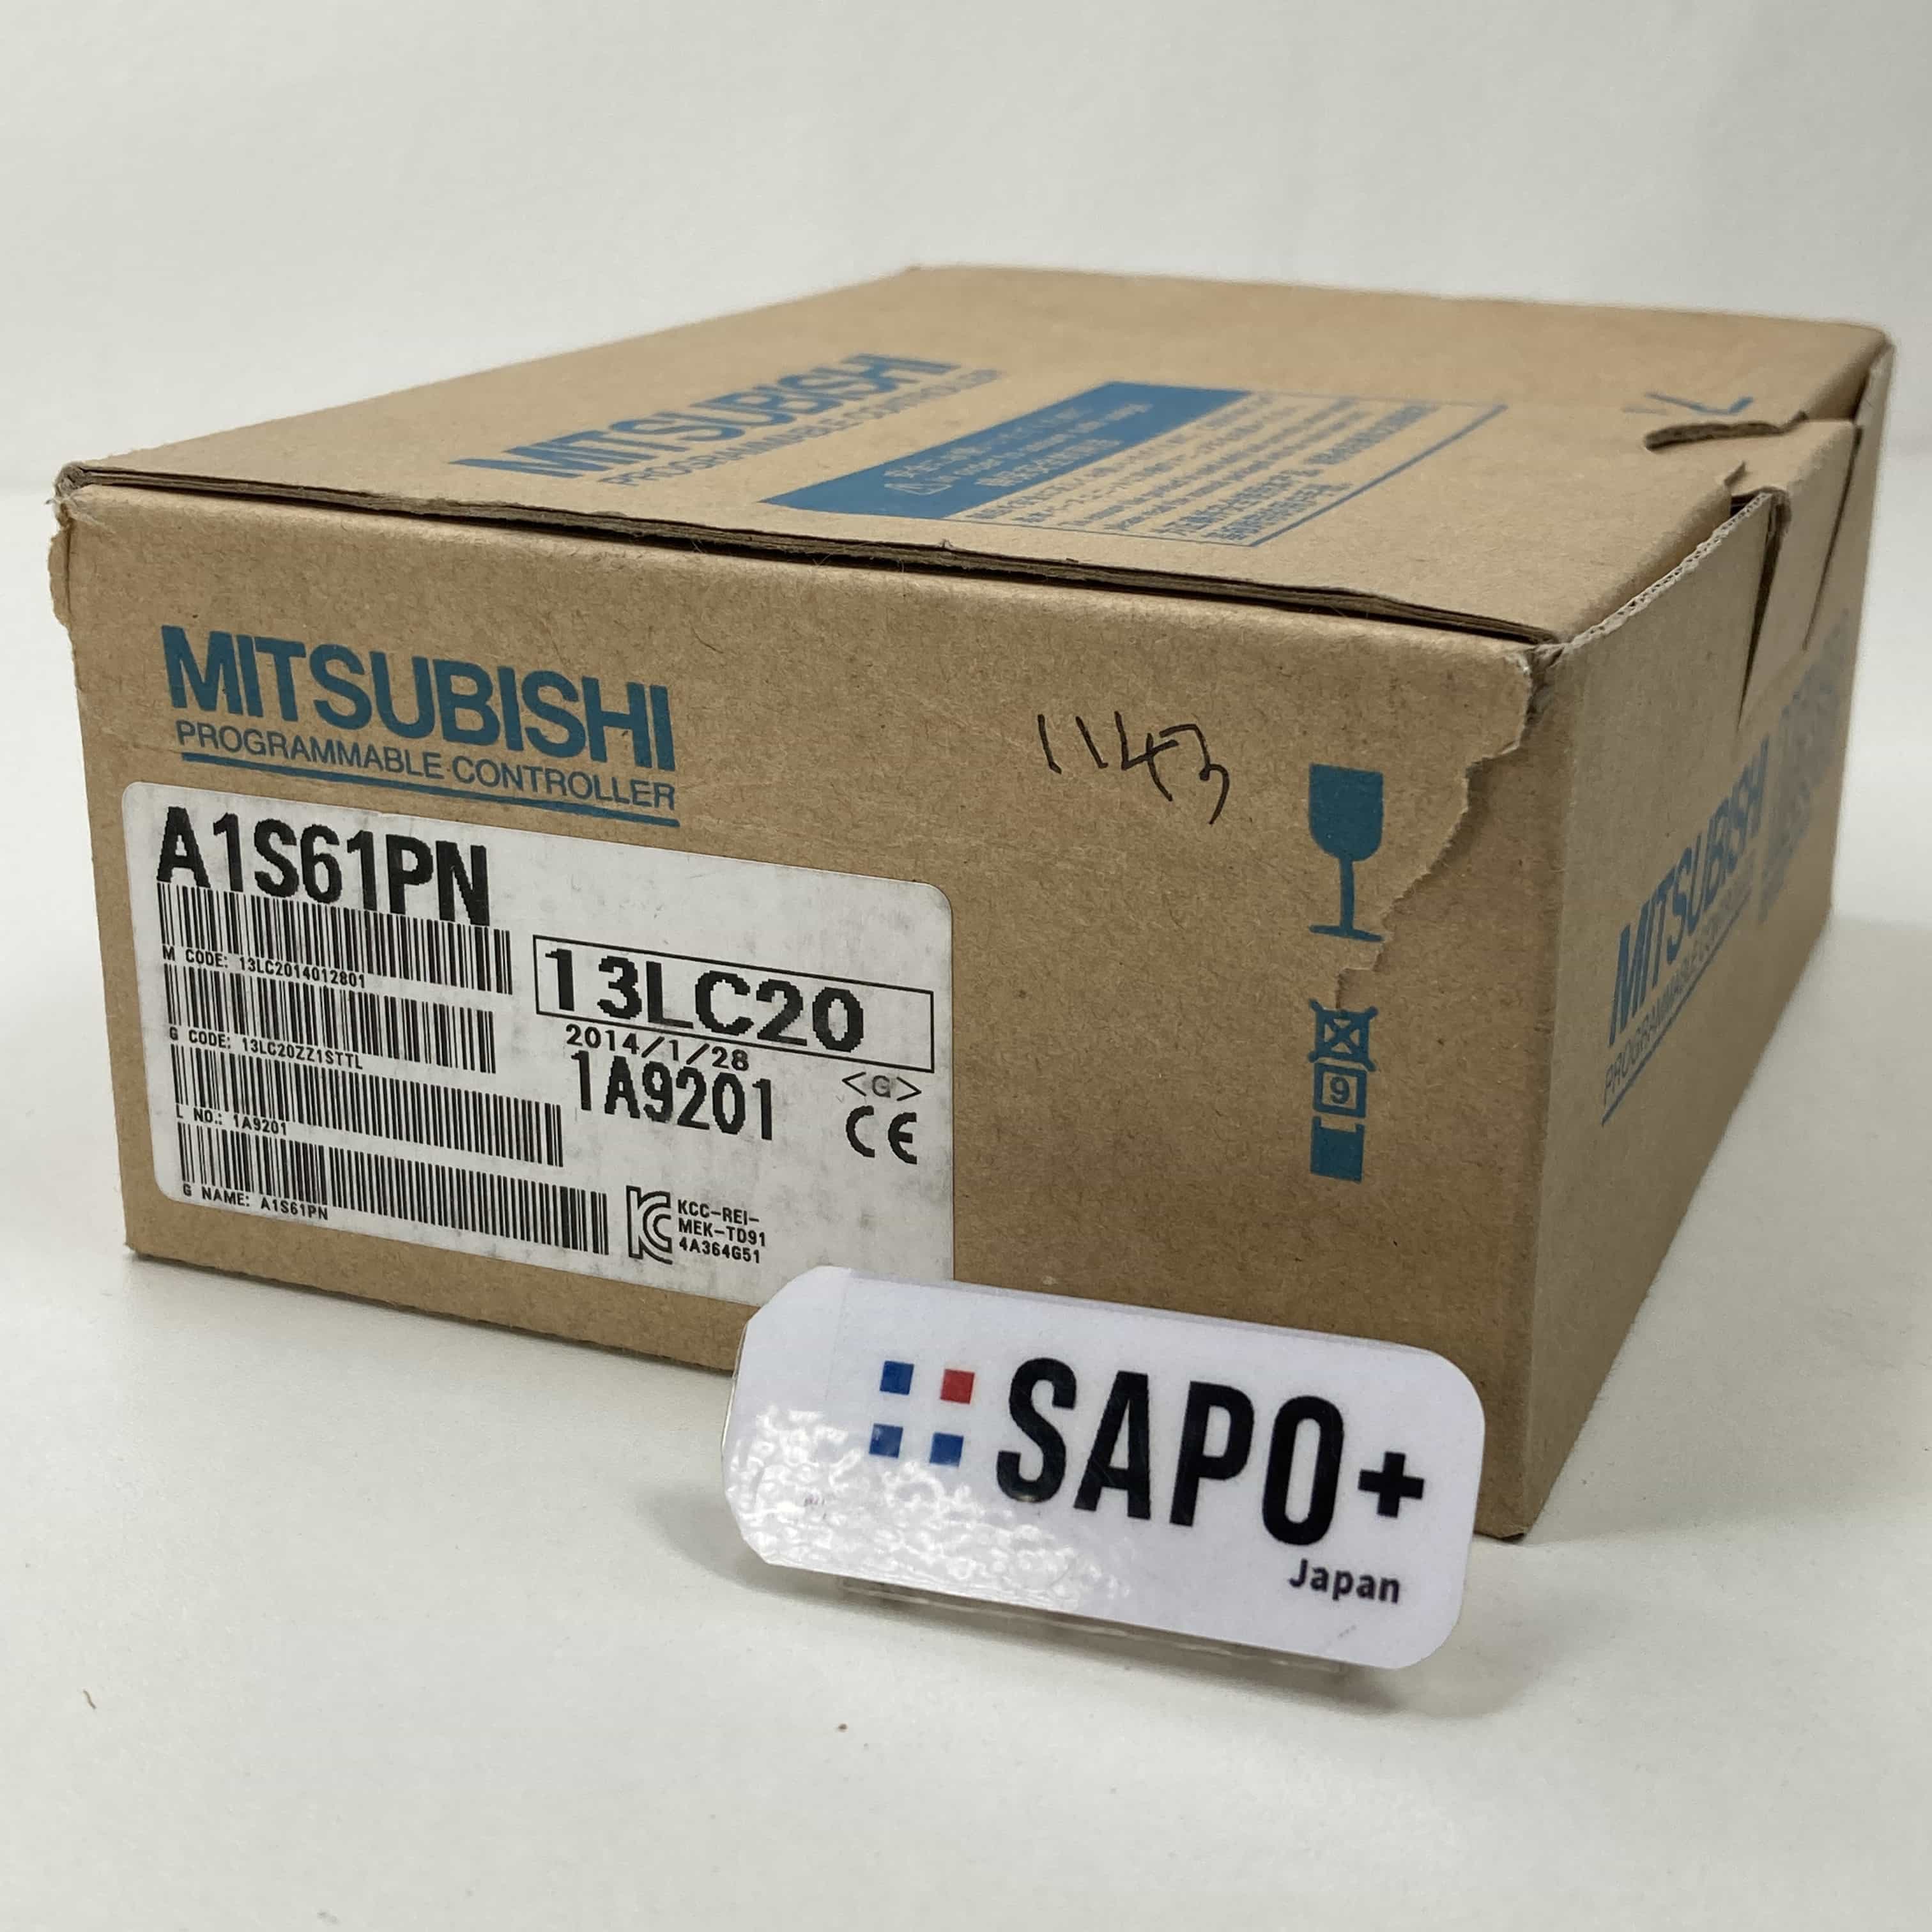 MITSUBISHI
PROGRAMMABLE CONTROLLER
MITSUBISHI
PROGRAMMABLE CONTROLLER
1143
A1S61PN
M CODE: 13LC2014012801
13LC20
2014/1/28
G CODE: 13LC20ZZ1STTL
1A9201
<G>
CE
L NO.: 1A9201
G NAME: A1S61PN
KCC-REI-
MEK-TD91
4A364G51
9
MITSUBISHI
PROGRAMMABLE CONTROLLER
SAPO+
Japan